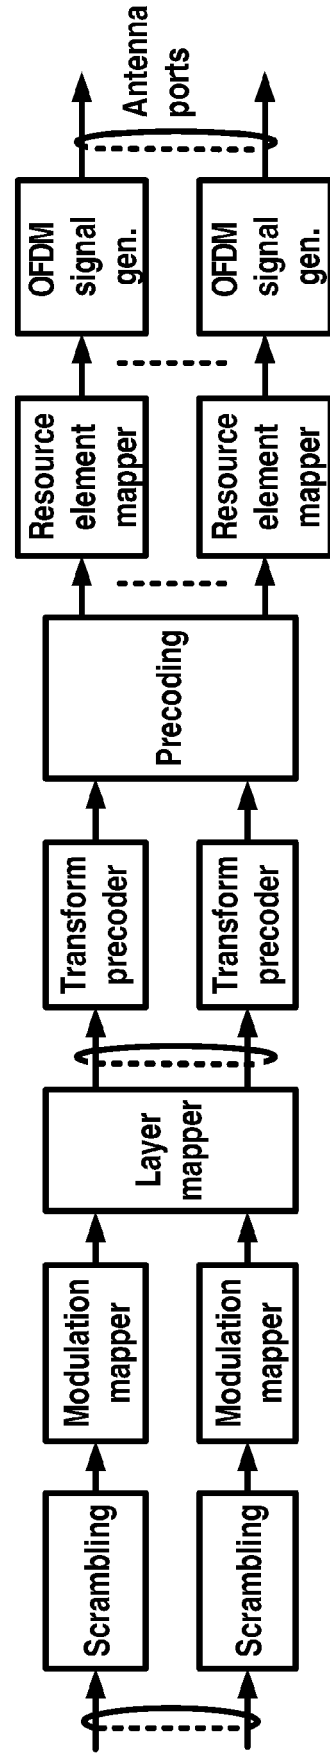 Scrambling
Scrambling
Modulation
mapper
Modulation
mapper
Layer
mapper
Transform
precoder
Transform
precoder
Precoding
Resource
element
mapper
Resource
element
mapper
OFDM
signal
gen.
OFDM
signal
gen.
Antenna
ports